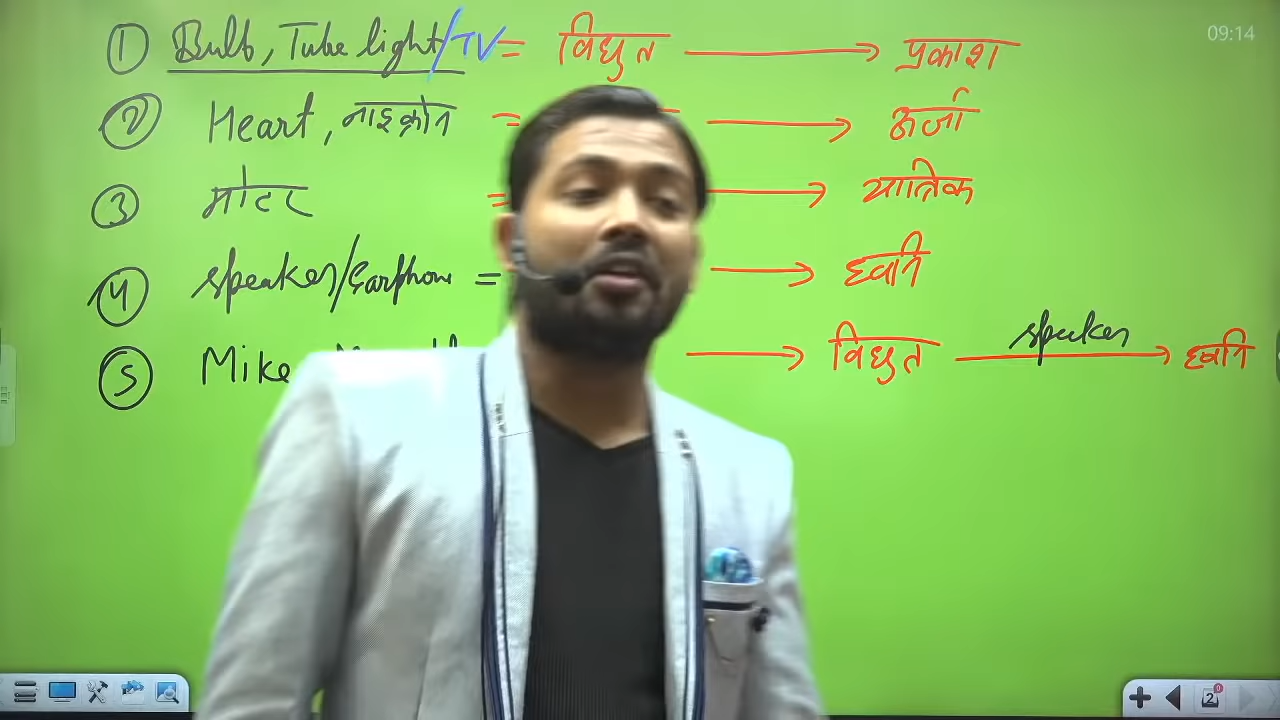 09:14
① Bulb, Tube light/TV = विद्युत → प्रकाश
② Heart, माइक्रोन = → ऊर्जा
③ मोटर = → यांत्रिक
④ speaker/Earphone = → ध्वनि
⑤ Mike → विद्युत speaker → ध्वनि
2